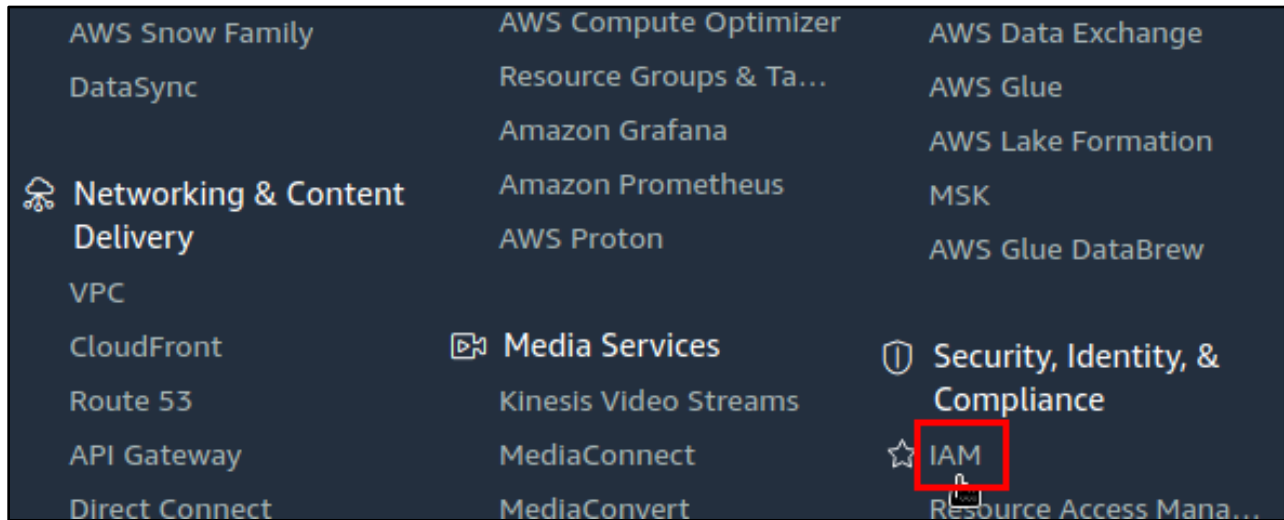 AWS Snow Family
DataSync
Networking & Content
Delivery
VPC
CloudFront
Route 53
API Gateway
Direct Connect
AWS Compute Optimizer
Resource Groups & Ta...
Amazon Grafana
Amazon Prometheus
AWS Proton
Media Services
Kinesis Video Streams
MediaConnect
MediaConvert
AWS Data Exchange
AWS Glue
AWS Lake Formation
MSK
AWS Glue DataBrew
Security, Identity, &
Compliance
IAM
Resource Access Mana...